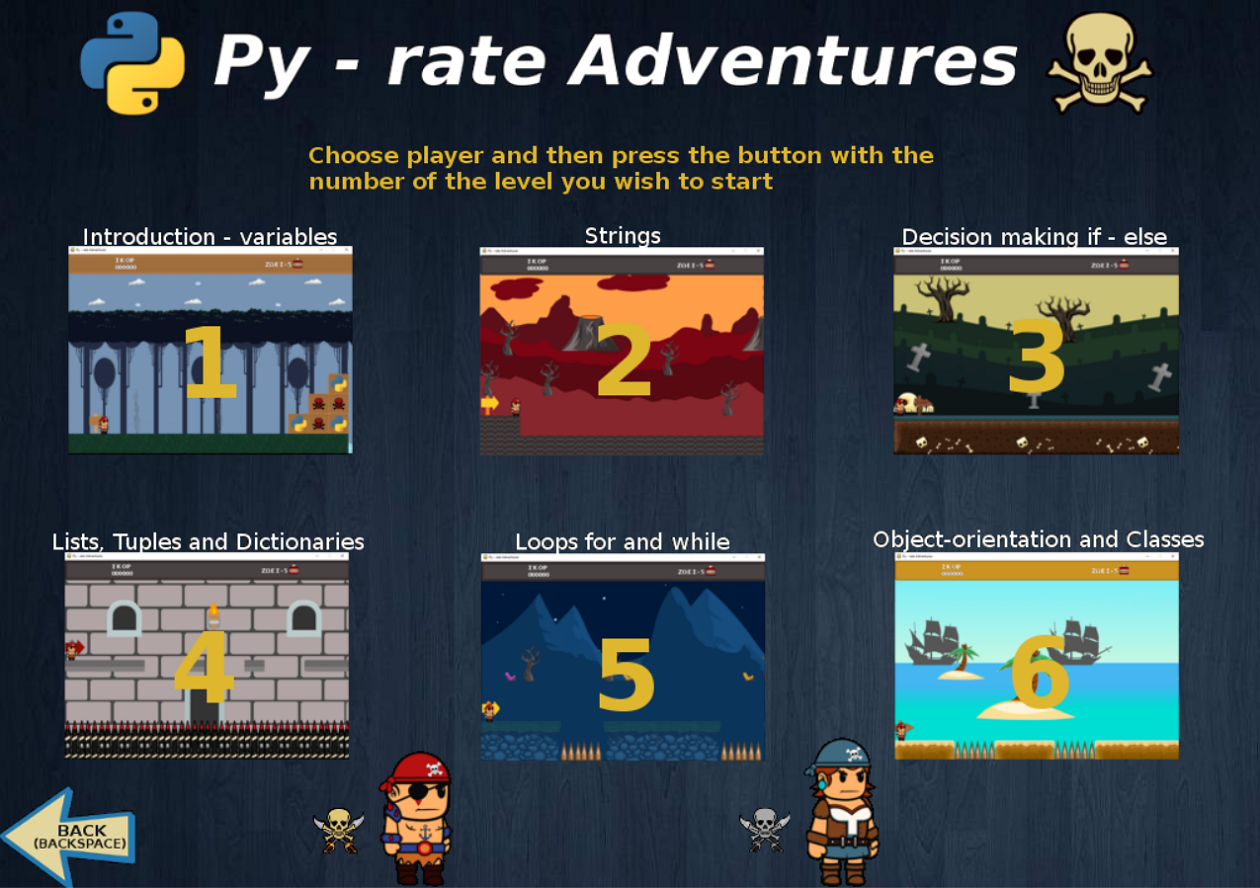 Py - rate Adventures
Choose player and then press the button with the
number of the level you wish to start
Introduction - variables
Strings
Decision making if - else
1
2
3
Lists, Tuples and Dictionaries
Loops for and while
Object-orientation and Classes
4
5
6
BACK
(BACKSPACE)